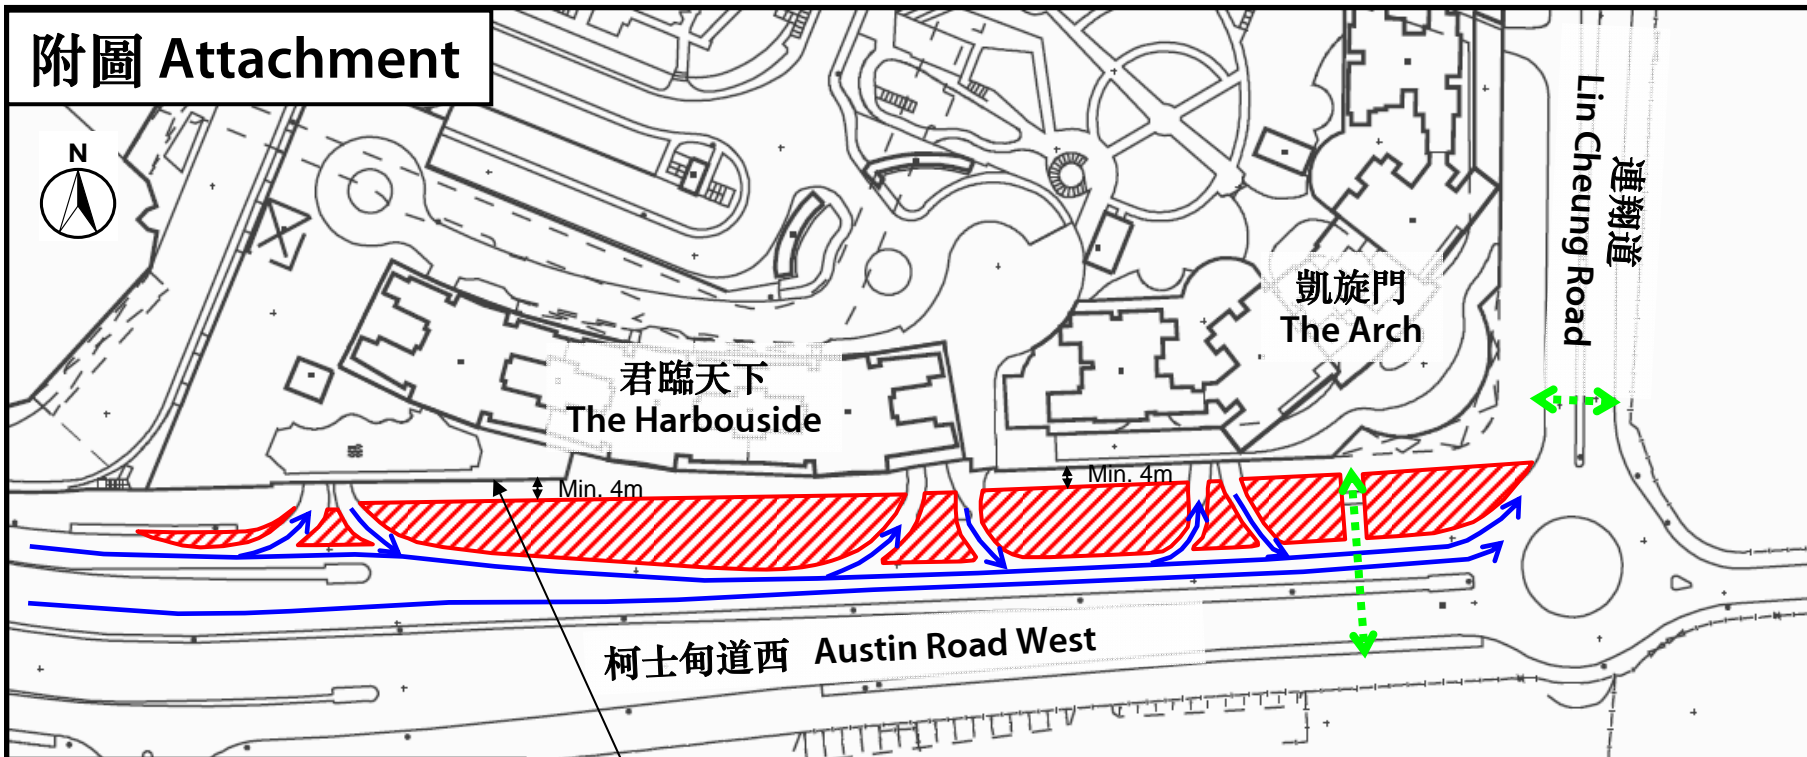 附圖 Attachment
N
連翔道
Lin Cheung Road
凱旋門
The Arch
君臨天下
The Harbouside
Min. 4m
Min. 4m
柯士甸道西 Austin Road West